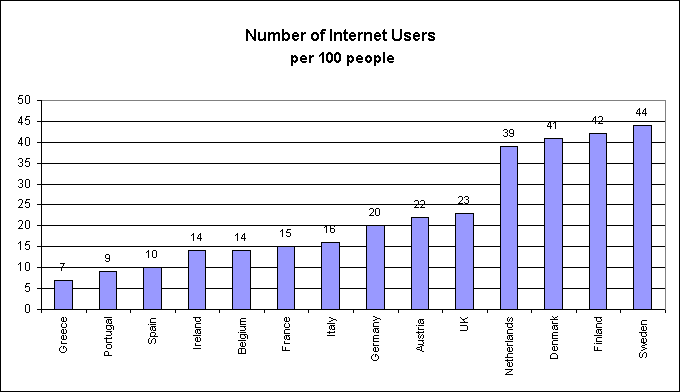 Number of Internet Users
per 100 people
50
45
40
35
30
25
20
15
10
5
0
7
9
10
14
14
15
16
20
22
23
39
41
42
44
Greece
Portugal
Spain
Ireland
Belgium
France
Italy
Germany
Austria
UK
Netherlands
Denmark
Finland
Sweden